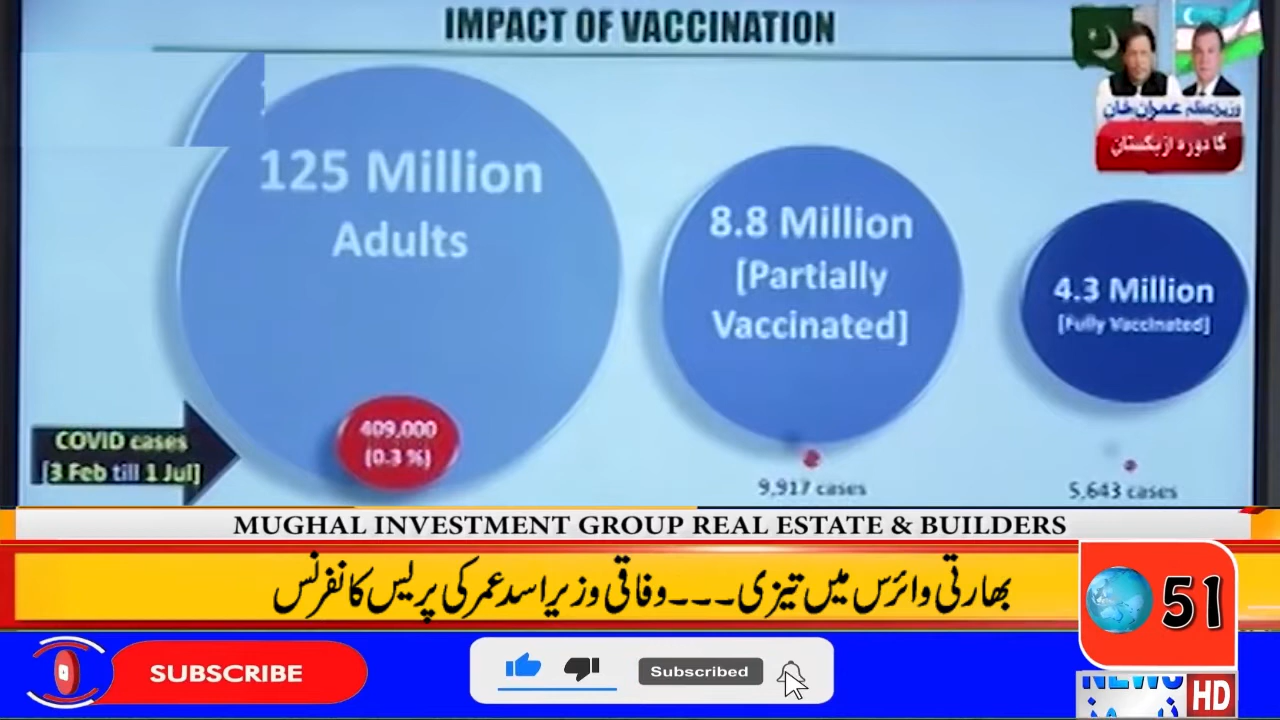 IMPACT OF VACCINATION
وزیراعظم عمران خان
کا دورہ ازبکستان
125 Million
Adults
8.8 Million
[Partially
Vaccinated]
4.3 Million
[Fully Vaccinated]
COVID cases
[3 Feb till 1 Jul]
409,000
(0.3 %)
9,917 cases
5,643 cases
MUGHAL INVESTMENT GROUP REAL ESTATE & BUILDERS
بھارتی وائرس میں تیزی۔۔۔وفاقی وزیر اسد عمر کی پریس کانفرنس
51
SUBSCRIBE
Subscribed
NEWS
نیوز
HD